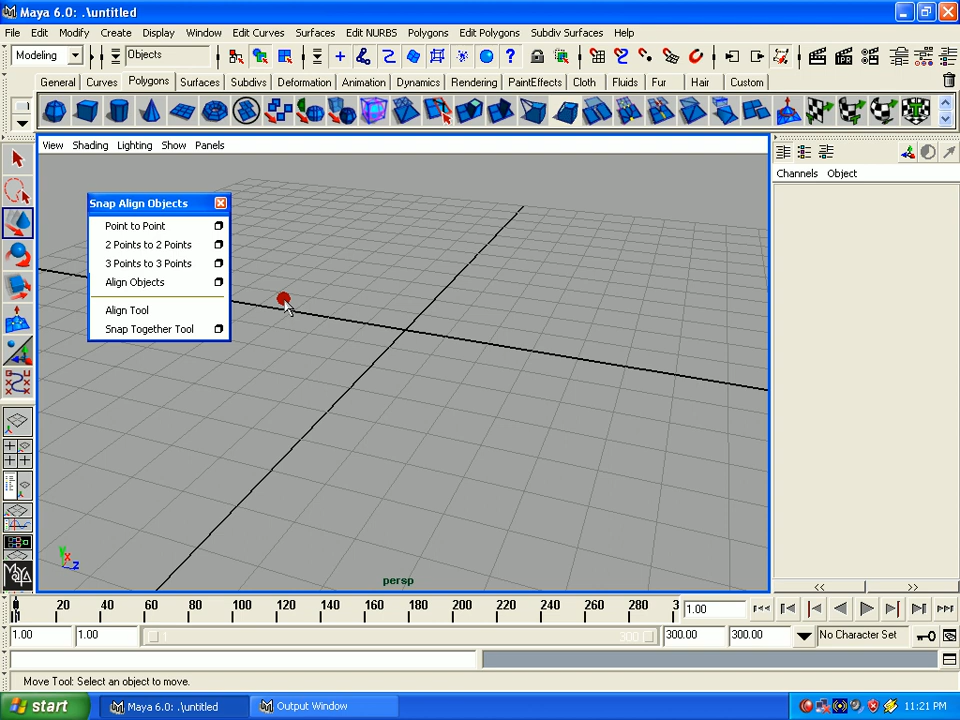 Maya 6.0: .\untitled
File Edit Modify Create Display Window Edit Curves Surfaces Edit NURBS Polygons Edit Polygons Subdiv Surfaces Help
Modeling Objects
General Curves Polygons Surfaces Subdivs Deformation Animation Dynamics Rendering PaintEffects Cloth Fluids Fur Hair Custom
View Shading Lighting Show Panels
Channels Object
Snap Align Objects
Point to Point
2 Points to 2 Points
3 Points to 3 Points
Align Objects
Align Tool
Snap Together Tool
y x z
persp
MAYA
20 40 60 80 100 120 140 160 180 200 220 240 260 280 3 1.00
1.00 1.00 1 300 300.00 300.00 No Character Set
Move Tool: Select an object to move.
start Maya 6.0: .\untitled Output Window 11:21 PM